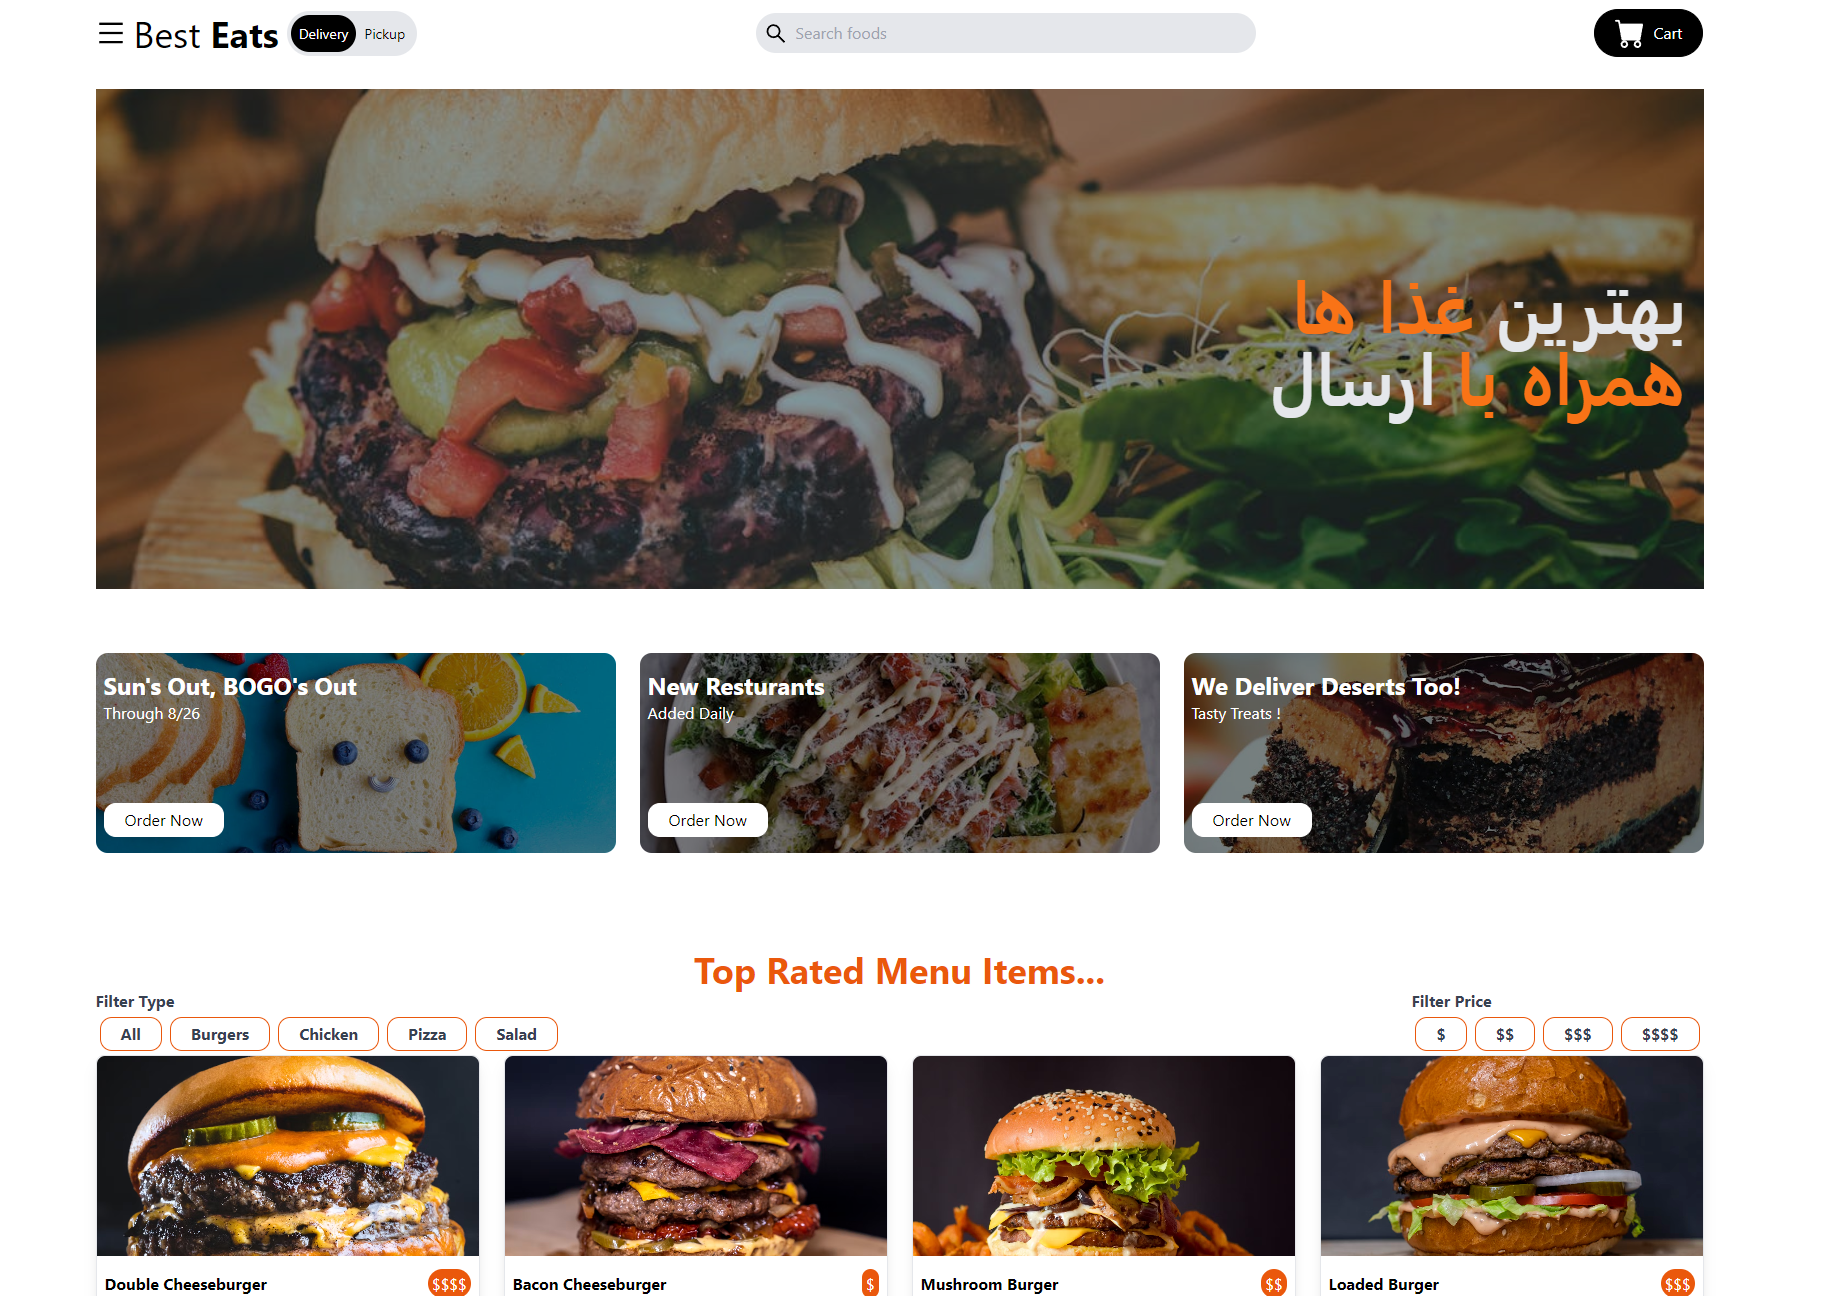 Best Eats
Delivery Pickup
Search foods
Cart
بهترین غذا ها
همراه با ارسال
Sun's Out, BOGO's Out
Through 8/26
Order Now
New Resturants
Added Daily
Order Now
We Deliver Deserts Too!
Tasty Treats !
Order Now
Top Rated Menu Items...
Filter Type
All Burgers Chicken Pizza Salad
Filter Price
$ $$ $$$ $$$$
Double Cheeseburger $$$$
Bacon Cheeseburger $
Mushroom Burger $$
Loaded Burger $$$